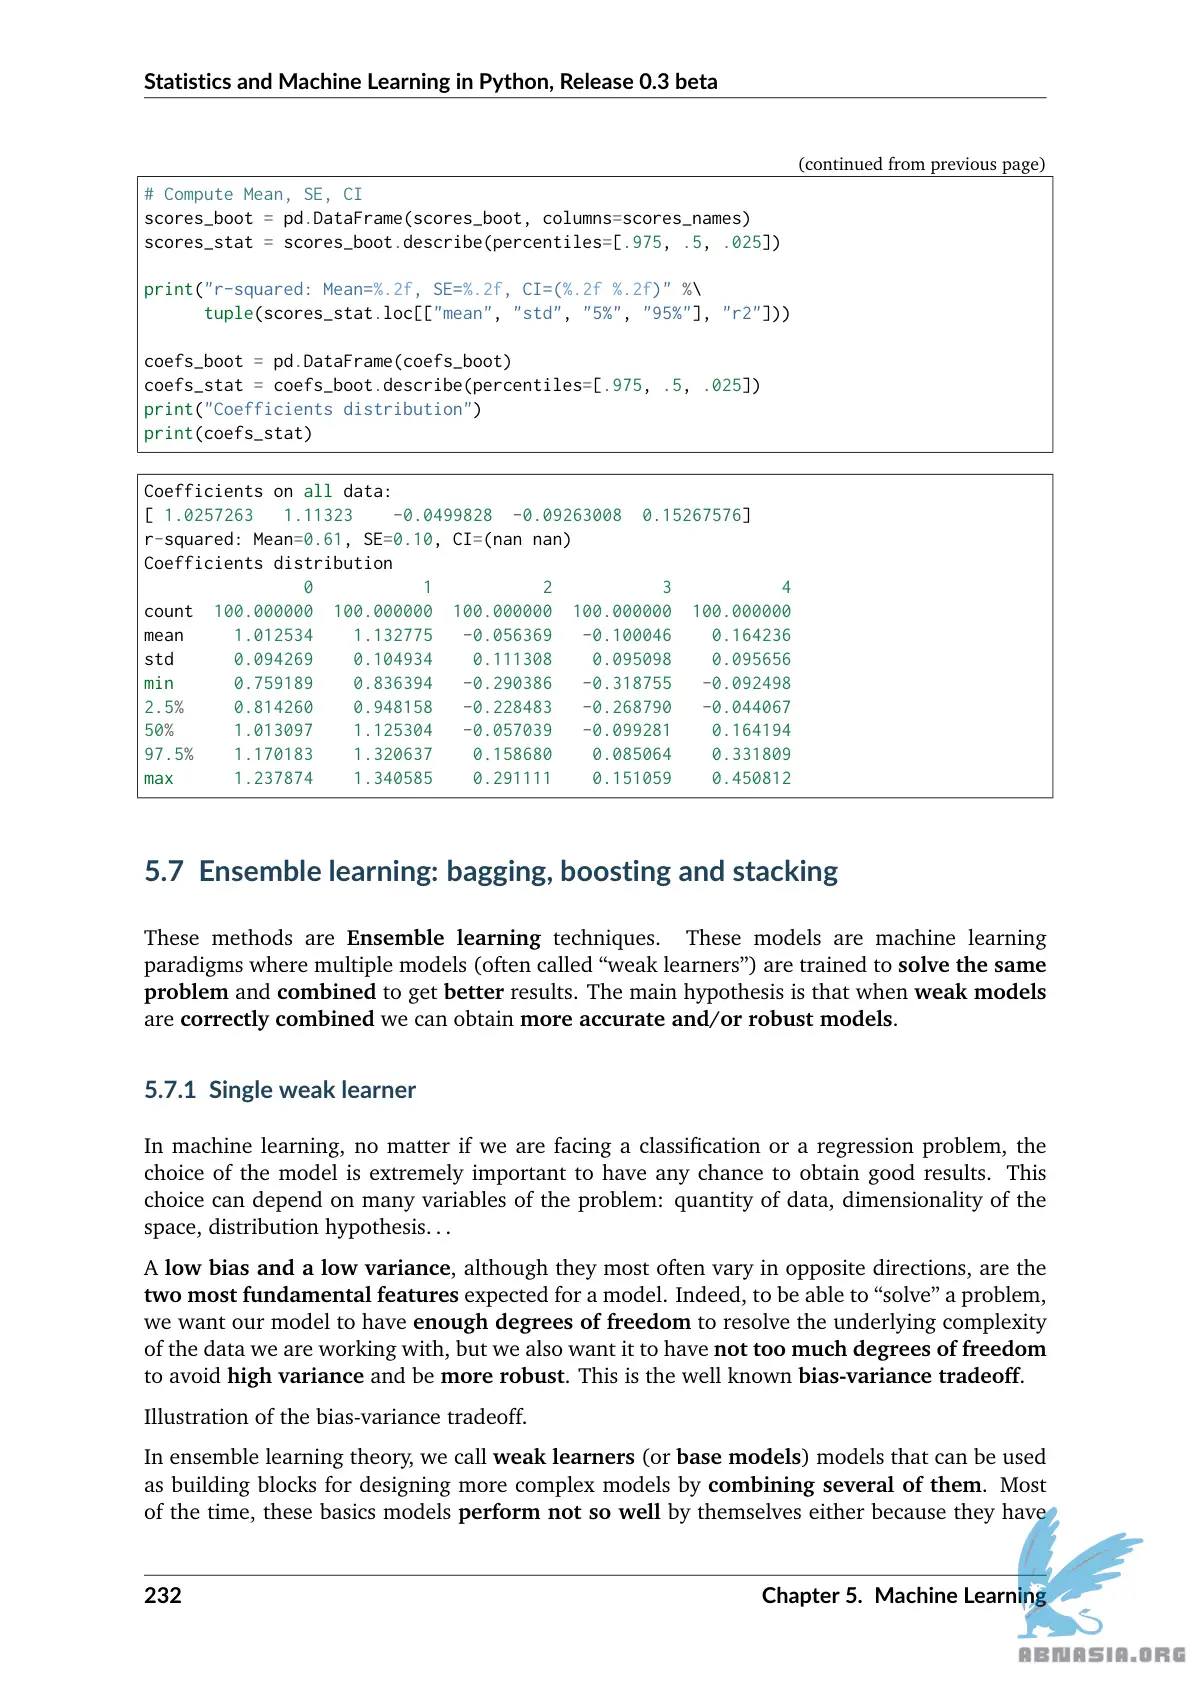 Statistics and Machine Learning in Python, Release 0.3 beta
(continued from previous page)
# Compute Mean, SE, CI
scores_boot = pd.DataFrame(scores_boot, columns=scores_names)
scores_stat = scores_boot.describe(percentiles=[.975, .5, .025])
print("r-squared: Mean=%.2f, SE=%.2f, CI=(%.2f %.2f)" %\
tuple(scores_stat.loc[["mean", "std", "5%", "95%"], "r2"]))
coefs_boot = pd.DataFrame(coefs_boot)
coefs_stat = coefs_boot.describe(percentiles=[.975, .5, .025])
print("Coefficients distribution")
print(coefs_stat)
Coefficients on all data:
[ 1.0257263   1.11323    -0.0499828  -0.09263008  0.15267576]
r-squared: Mean=0.61, SE=0.10, CI=(nan nan)
Coefficients distribution
0           1           2           3           4
count  100.000000  100.000000  100.000000  100.000000  100.000000
mean     1.012534    1.132775   -0.056369   -0.100046    0.164236
std      0.094269    0.104934    0.111308    0.095098    0.095656
min      0.759189    0.836394   -0.290386   -0.318755   -0.092498
2.5%     0.814260    0.948158   -0.228483   -0.268790   -0.044067
50%      1.013097    1.125304   -0.057039   -0.099281    0.164194
97.5%    1.170183    1.320637    0.158680    0.085064    0.331809
max      1.237874    1.340585    0.291111    0.151059    0.450812
5.7 Ensemble learning: bagging, boosting and stacking
These methods are Ensemble learning techniques. These models are machine learning
paradigms where multiple models (often called “weak learners”) are trained to solve the same
problem and combined to get better results. The main hypothesis is that when weak models
are correctly combined we can obtain more accurate and/or robust models.
5.7.1 Single weak learner
In machine learning, no matter if we are facing a classification or a regression problem, the
choice of the model is extremely important to have any chance to obtain good results. This
choice can depend on many variables of the problem: quantity of data, dimensionality of the
space, distribution hypothesis. . .
A low bias and a low variance, although they most often vary in opposite directions, are the
two most fundamental features expected for a model. Indeed, to be able to “solve” a problem,
we want our model to have enough degrees of freedom to resolve the underlying complexity
of the data we are working with, but we also want it to have not too much degrees of freedom
to avoid high variance and be more robust. This is the well known bias-variance tradeoff.
Illustration of the bias-variance tradeoff.
In ensemble learning theory, we call weak learners (or base models) models that can be used
as building blocks for designing more complex models by combining several of them. Most
of the time, these basics models perform not so well by themselves either because they have
232
Chapter 5. Machine Learning
ABNASIA.ORG